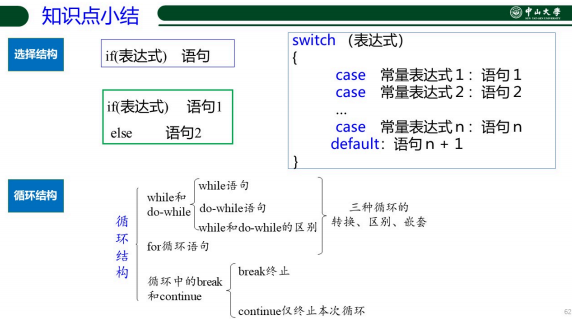 知识点小结
中山大学
选择结构
if(表达式) 语句
if(表达式) 语句1
else 语句2
switch （表达式）
{
case 常量表达式 1：语句 1
case 常量表达式 2：语句 2
...
case 常量表达式 n：语句 n
default：语句 n + 1
}
循环结构
循环结构
while和
do-while
while语句
do-while语句
while和do-while的区别
三种循环的
转换、区别、嵌套
for循环语句
循环中的break
和continue
break终止
continue仅终止本次循环
62